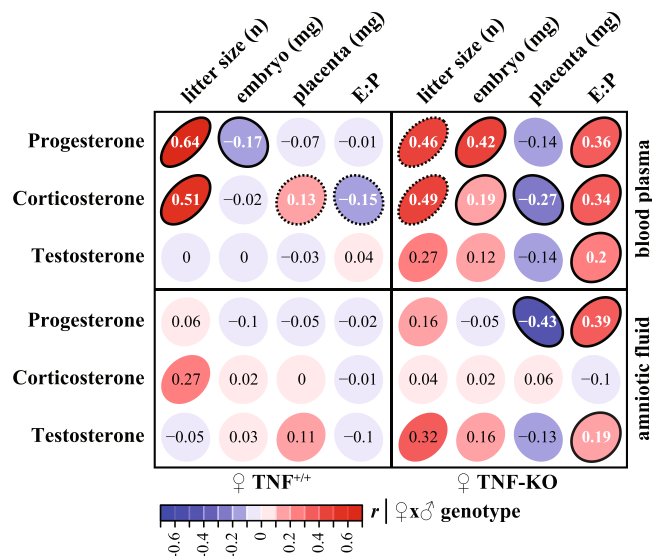 litter size (n) embryo (mg) placenta (mg) E:P litter size (n) embryo (mg) placenta (mg) E:P
Progesterone 0.64 −0.17 −0.07 −0.01 0.46 0.42 −0.14 0.36
Corticosterone 0.51 −0.02 0.13 −0.15 0.49 0.19 −0.27 0.34
Testosterone 0 0 −0.03 0.04 0.27 0.12 −0.14 0.2
blood plasma
Progesterone 0.06 −0.1 −0.05 −0.02 0.16 −0.05 −0.43 0.39
Corticosterone 0.27 0.02 0 −0.01 0.04 0.02 0.06 −0.1
Testosterone −0.05 0.03 0.11 −0.1 0.32 0.16 −0.13 0.19
amniotic fluid
♀ TNF+/+ ♀ TNF-KO
r | ♀x♂ genotype
-0.6 -0.4 -0.2 0 0.2 0.4 0.6